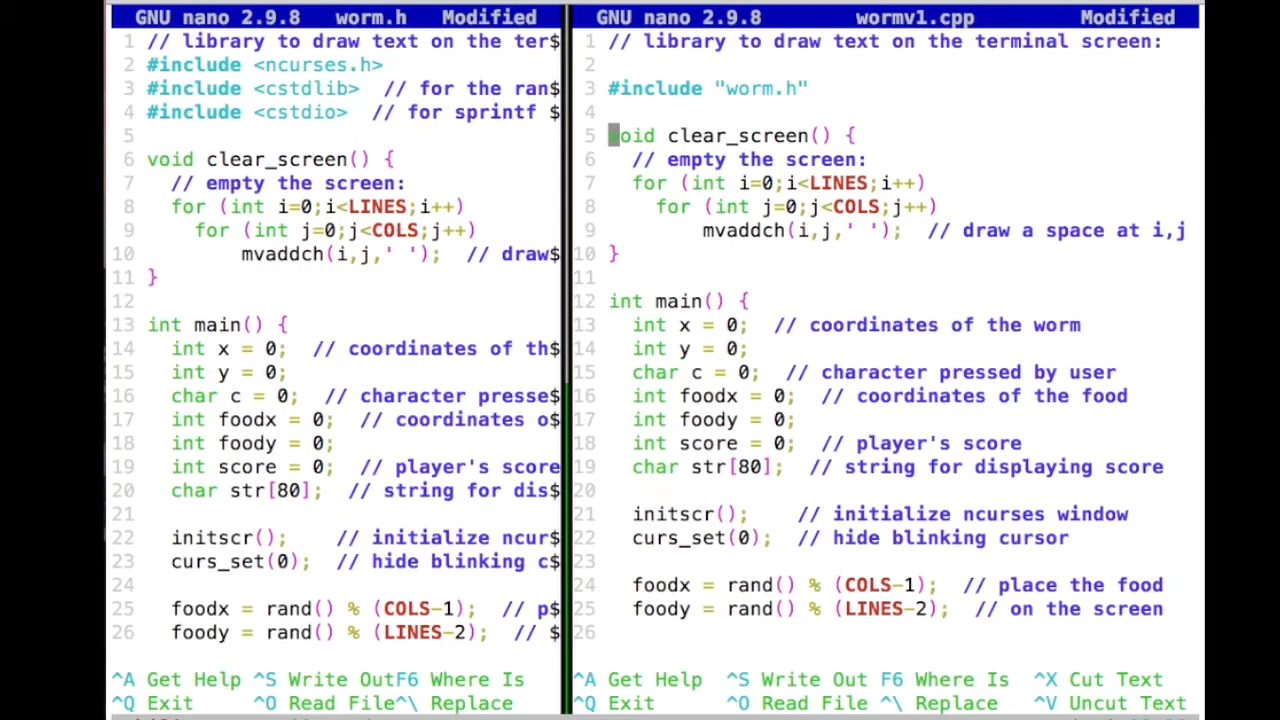 GNU nano 2.9.8 worm.h Modified
1 // library to draw text on the ter$
2 #include <ncurses.h>
3 #include <cstdlib> // for the ran$
4 #include <cstdio> // for sprintf $
5
6 void clear_screen() {
7 // empty the screen:
8 for (int i=0;i<LINES;i++)
9 for (int j=0;j<COLS;j++)
10 mvaddch(i,j,' '); // draw$
11 }
12
13 int main() {
14 int x = 0; // coordinates of th$
15 int y = 0;
16 char c = 0; // character presse$
17 int foodx = 0; // coordinates o$
18 int foody = 0;
19 int score = 0; // player's score
20 char str[80]; // string for dis$
21
22 initscr(); // initialize ncur$
23 curs_set(0); // hide blinking c$
24
25 foodx = rand() % (COLS-1); // p$
26 foody = rand() % (LINES-2); // $
^A Get Help ^S Write OutF6 Where Is
^Q Exit ^O Read File^\ Replace
GNU nano 2.9.8 wormv1.cpp Modified
1 // library to draw text on the terminal screen:
2
3 #include "worm.h"
4
5 void clear_screen() {
6 // empty the screen:
7 for (int i=0;i<LINES;i++)
8 for (int j=0;j<COLS;j++)
9 mvaddch(i,j,' '); // draw a space at i,j
10 }
11
12 int main() {
13 int x = 0; // coordinates of the worm
14 int y = 0;
15 char c = 0; // character pressed by user
16 int foodx = 0; // coordinates of the food
17 int foody = 0;
18 int score = 0; // player's score
19 char str[80]; // string for displaying score
20
21 initscr(); // initialize ncurses window
22 curs_set(0); // hide blinking cursor
23
24 foodx = rand() % (COLS-1); // place the food
25 foody = rand() % (LINES-2); // on the screen
26
^A Get Help ^S Write Out F6 Where Is ^X Cut Text
^Q Exit ^O Read File ^\ Replace ^V Uncut Text